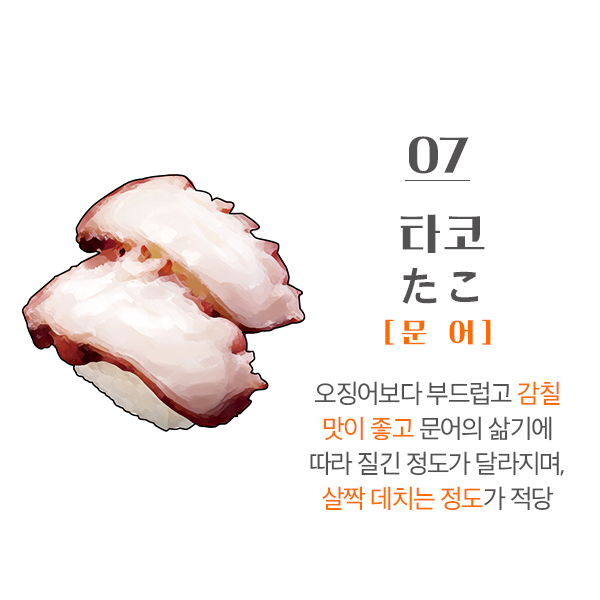 07
타코
たこ
[문 어]
오징어보다 부드럽고 감칠
맛이 좋고 문어의 삶기에
따라 질긴 정도가 달라지며,
살짝 데치는 정도가 적당